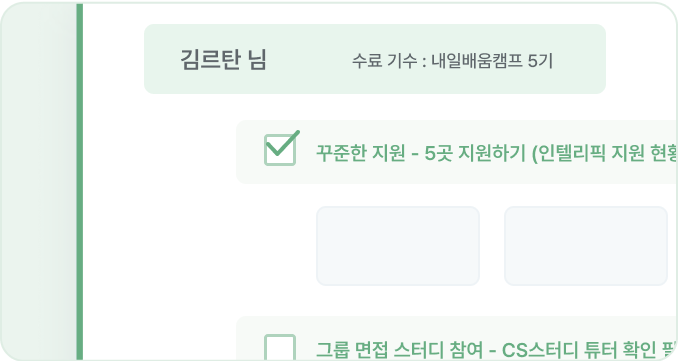 김르탄 님
수료 기수 : 내일배움캠프 5기
꾸준한 지원 - 5곳 지원하기 (인텔리픽 지원 현황
그룹 면접 스터디 참여 - CS스터디 튜터 확인